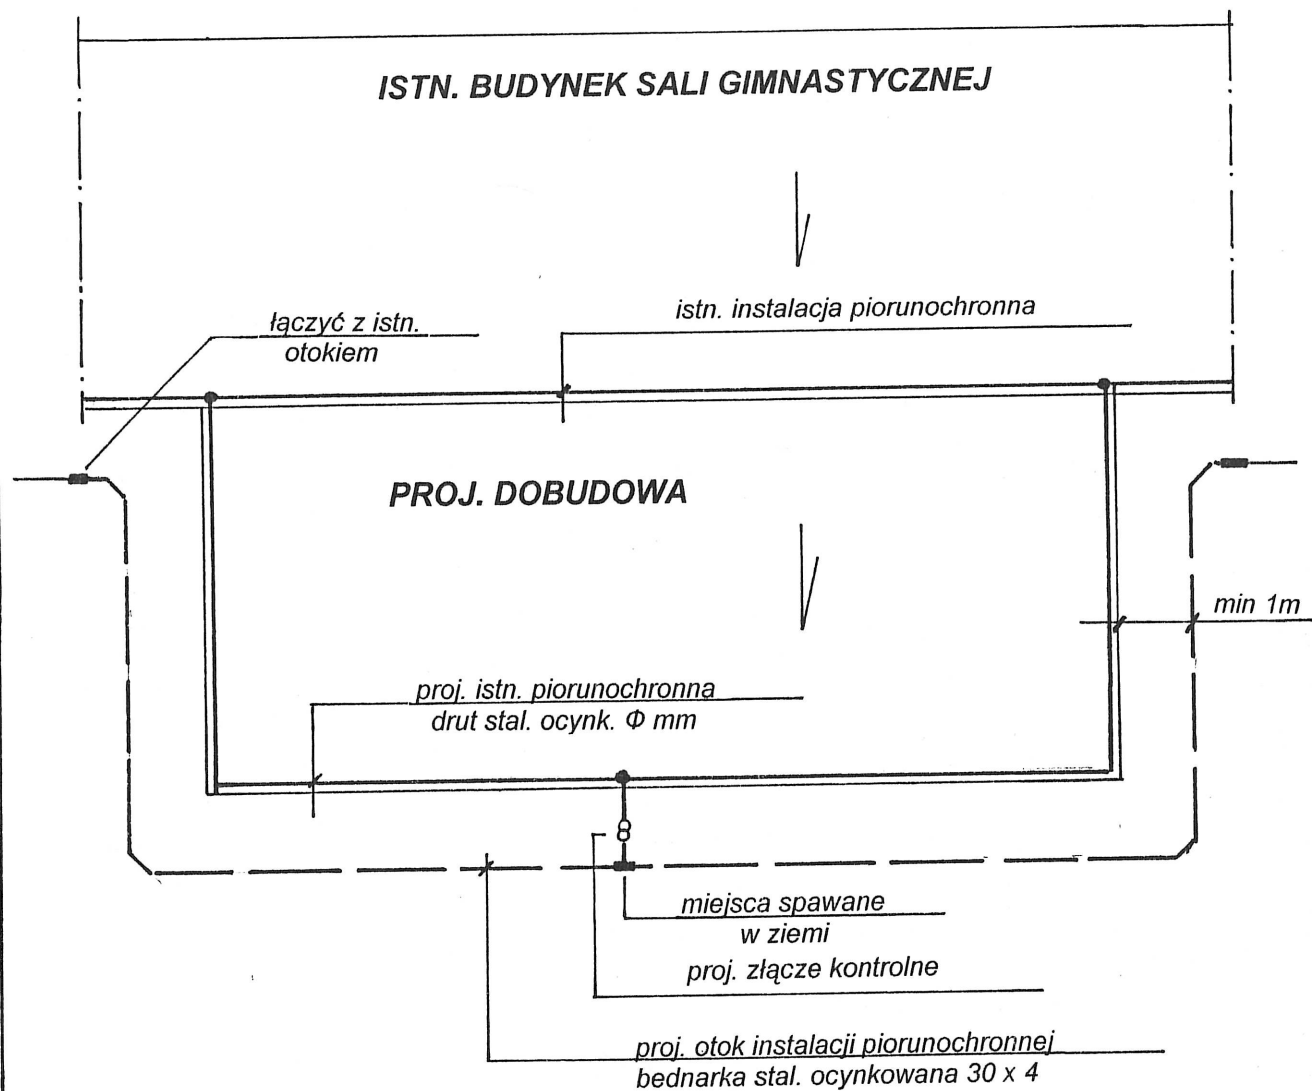 ISTN. BUDYNEK SALI GIMNASTYCZNEJ
istn. instalacja piorunochronna
łączyć z istn.
otokiem
PROJ. DOBUDOWA
min 1m
proj. istn. piorunochronna
drut stal. ocynk. Φ mm
miejsca spawane
w ziemi
proj. złącze kontrolne
proj. otok instalacji piorunochronnej
bednarka stal. ocynkowana 30 x 4